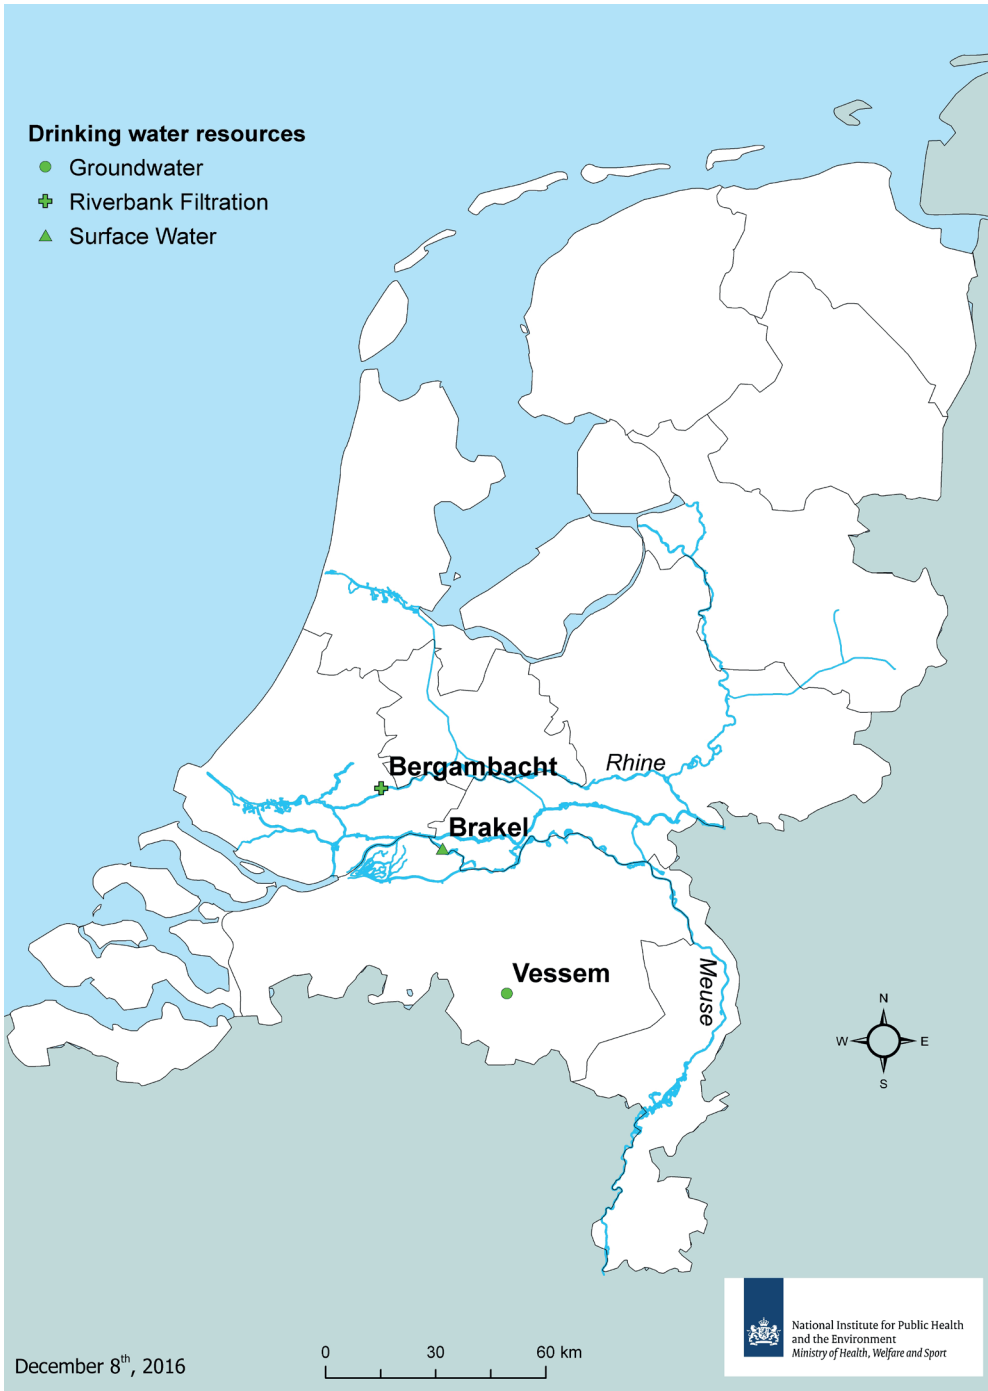 Drinking water resources
Groundwater
Riverbank Filtration
Surface Water
Bergambacht
Rhine
Brakel
Vessem
Meuse
N
W
E
S
National Institute for Public Health
and the Environment
Ministry of Health, Welfare and Sport
0 30 60 km
December 8th, 2016